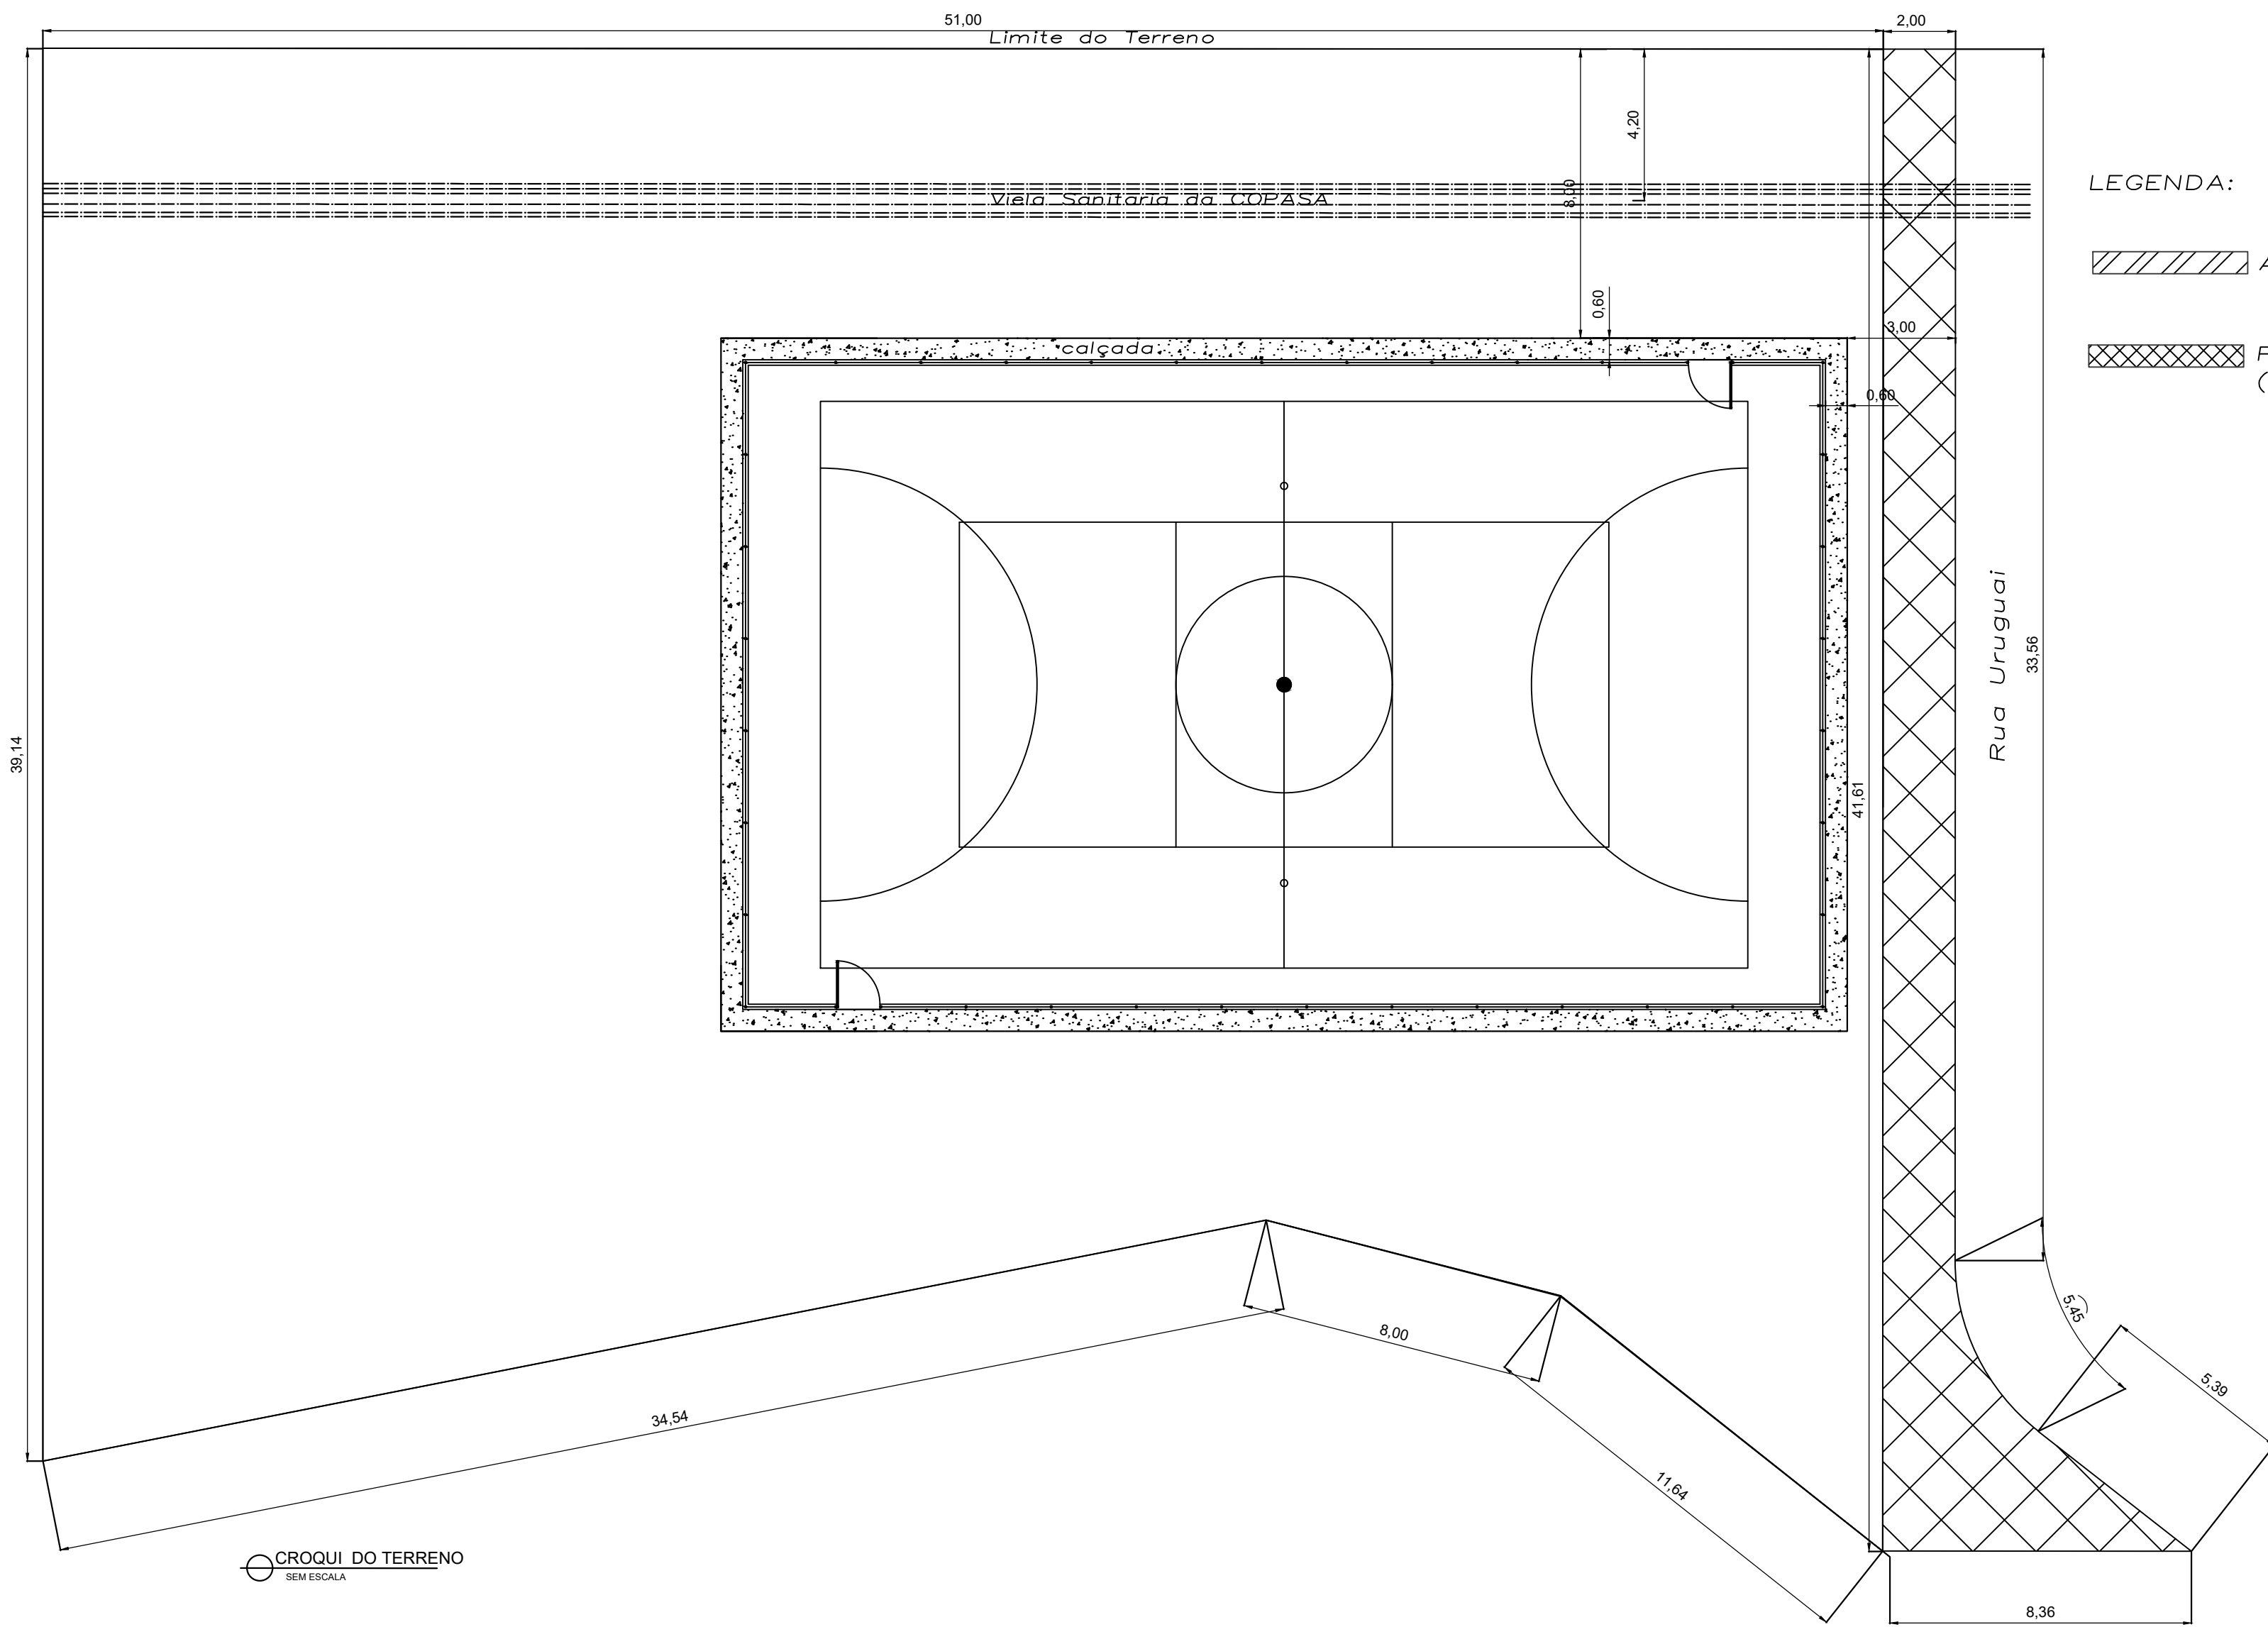 51,00
2,00
Limite do Terreno
4,20
8,00
LEGENDA:
Viela Sanitaria da COPASA
0,60
3,00
calçada
0,60
Rua Uruguai
33,56
39,14
41,61
5,45
8,00
5,39
34,54
11,64
CROQUI DO TERRENO
SEM ESCALA
8,36